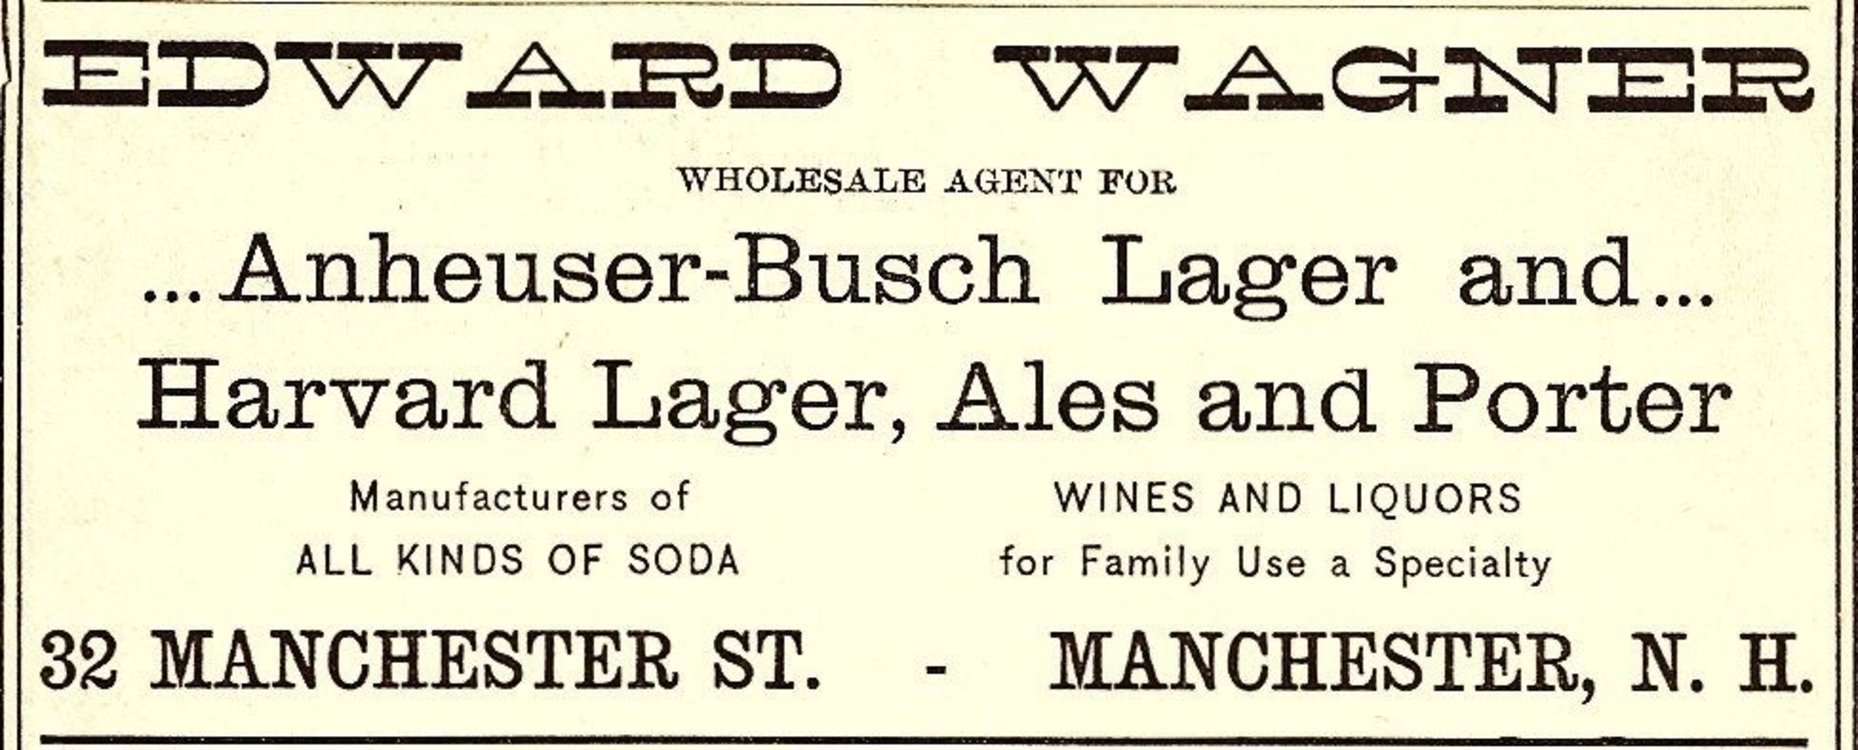 EDWARD WAGNER
WHOLESALE AGENT FOR
...Anheuser-Busch Lager and...
Harvard Lager, Ales and Porter
Manufacturers of
ALL KINDS OF SODA
WINES AND LIQUORS
for Family Use a Specialty
32 MANCHESTER ST. - MANCHESTER, N. H.